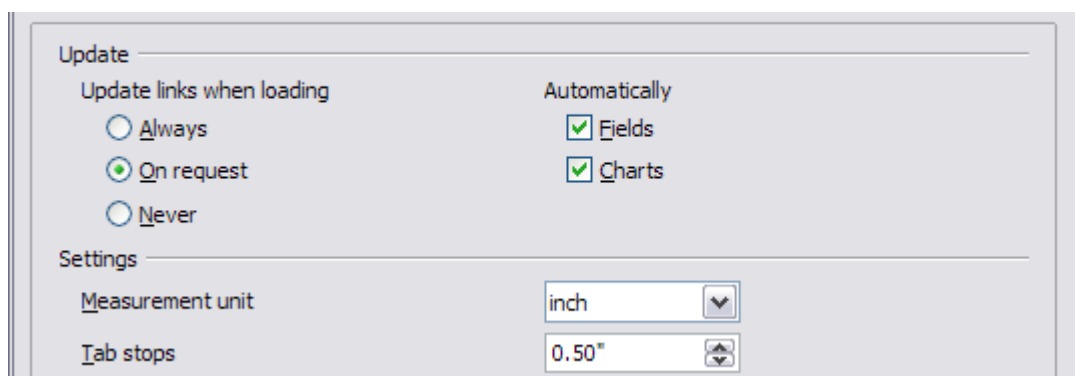 Update
Update links when loading
Always
On request
Never
Automatically
Fields
Charts
Settings
Measurement unit
inch
Tab stops
0.50"